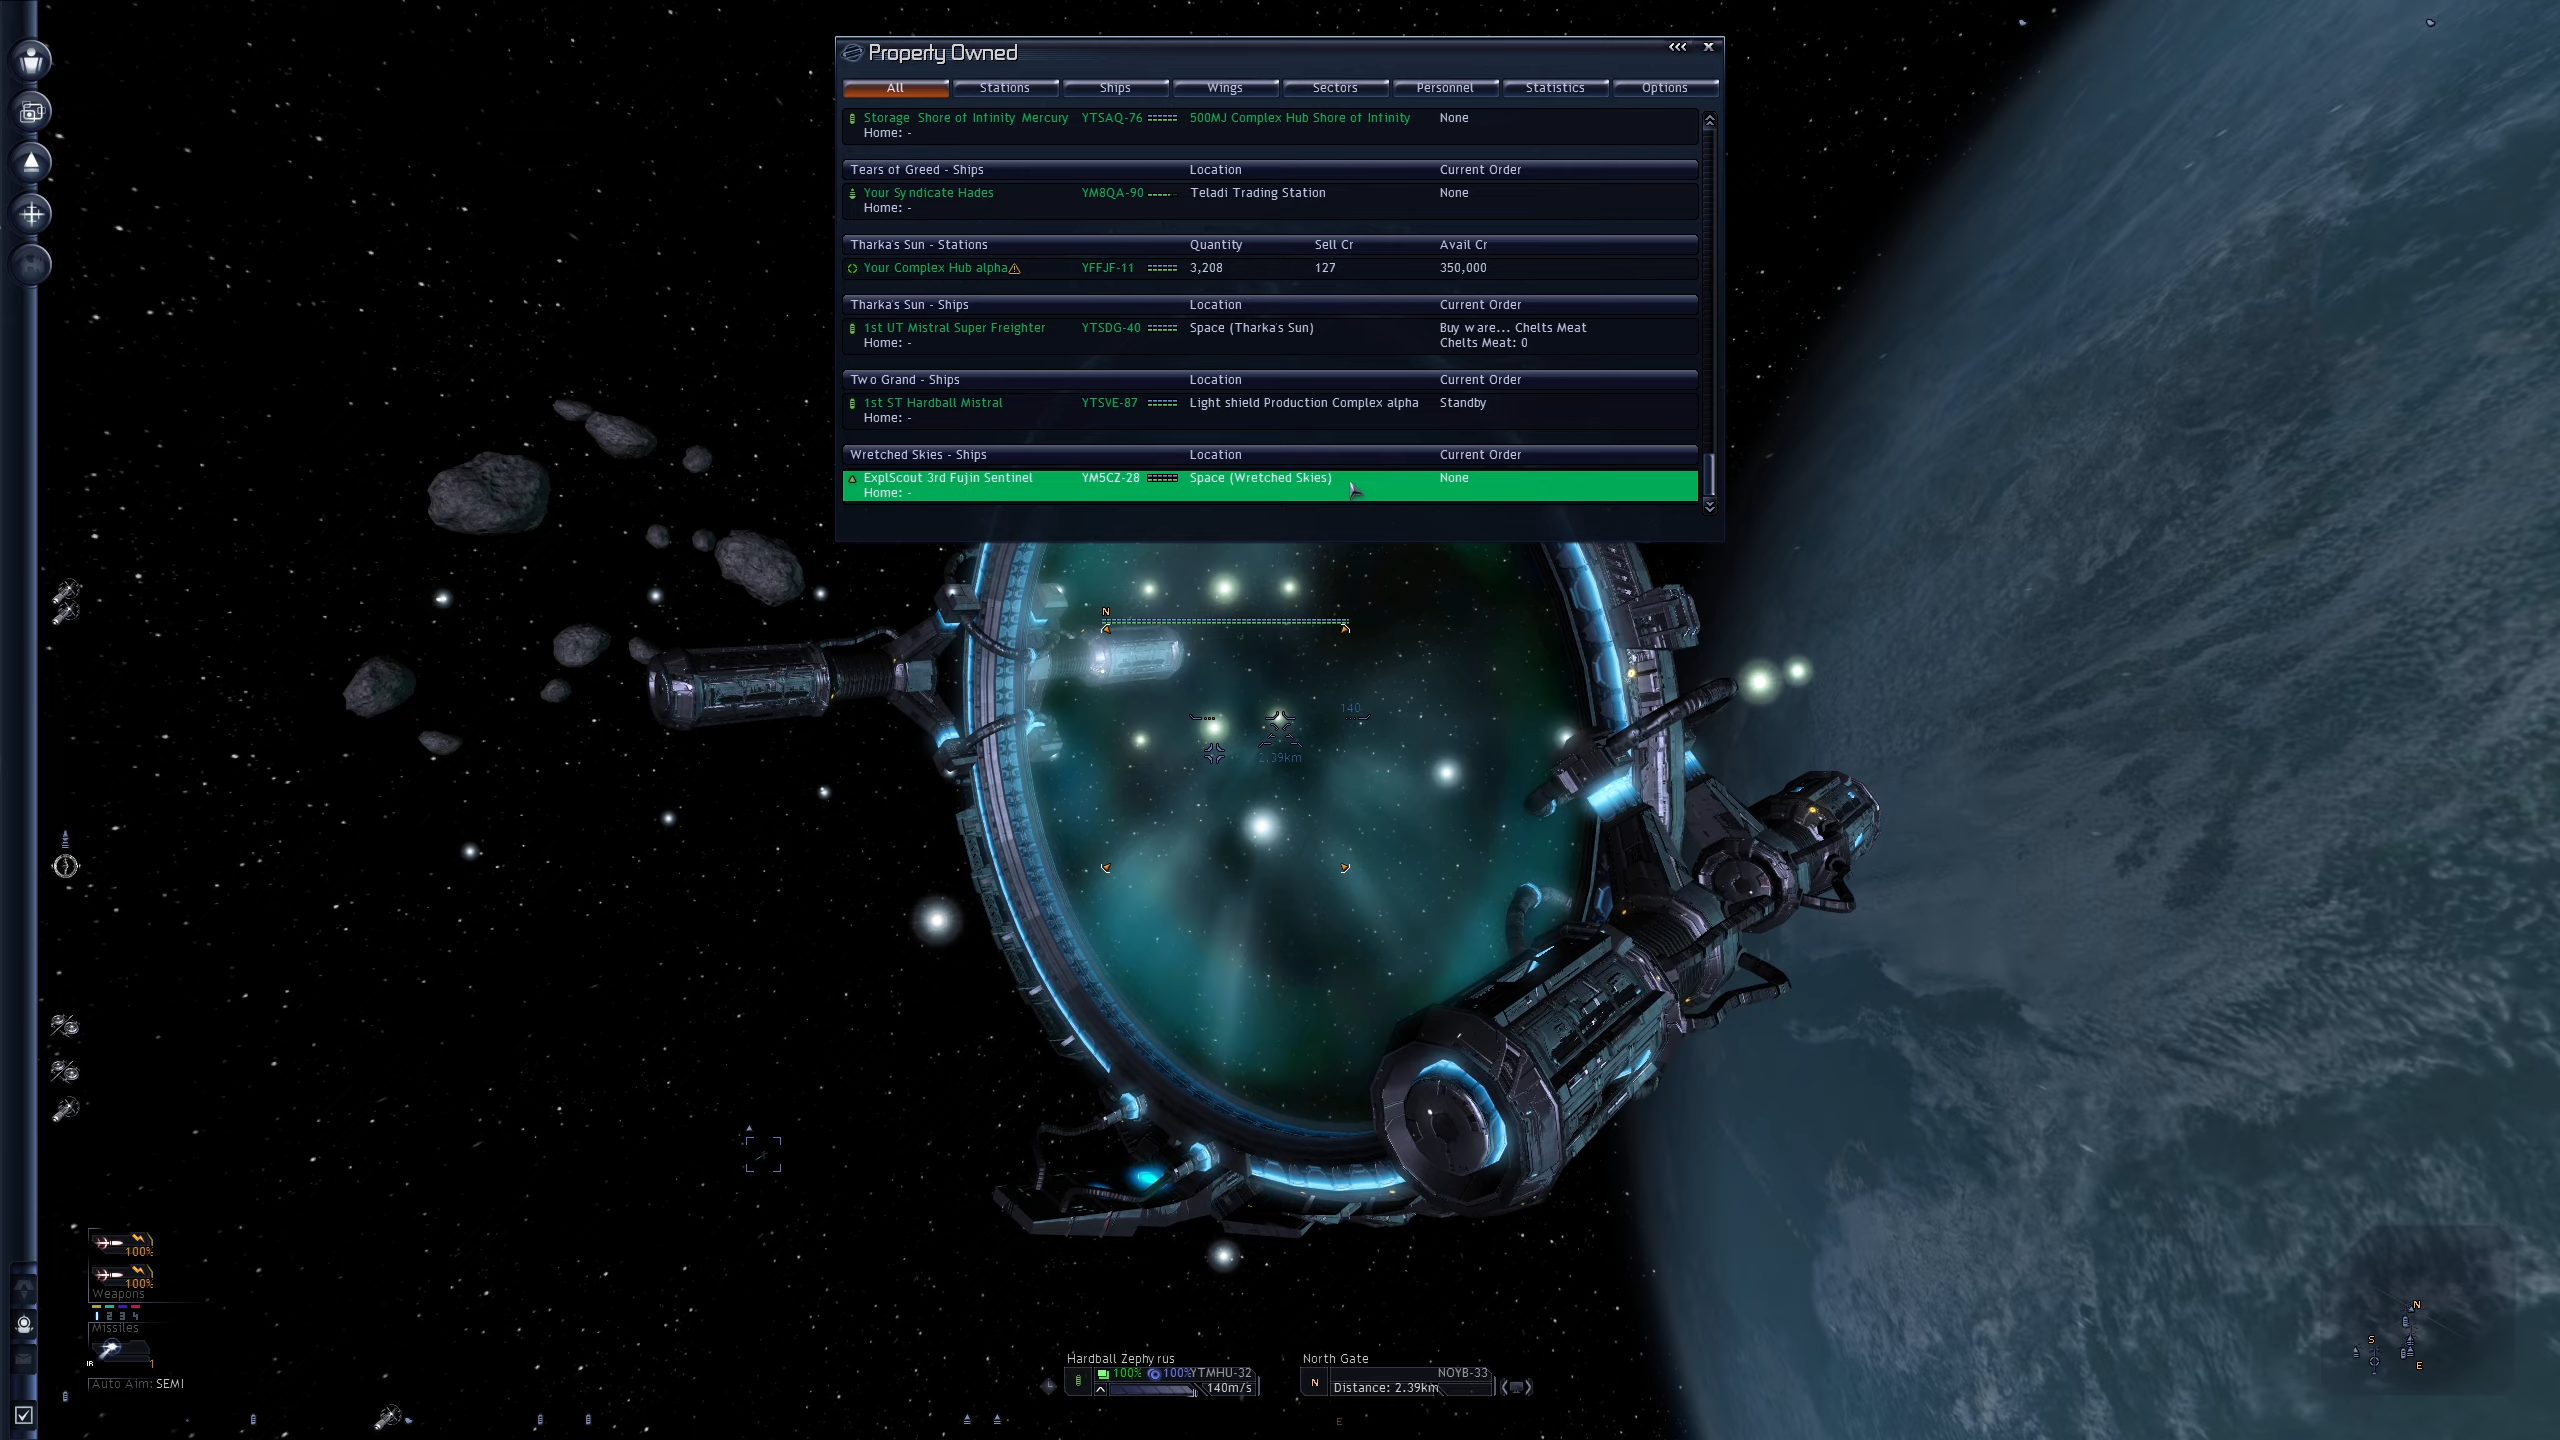 Property Owned
All Stations Ships Wings Sectors Personnel Statistics Options
Storage Shore of Infinity Mercury YTSAQ-76 500MJ Complex Hub Shore of Infinity None
Home: -
Tears of Greed - Ships Location Current Order
Your Syndicate Hades YM8QA-90 Teladi Trading Station None
Home: -
Tharka's Sun - Stations Quantity Sell Cr Avail Cr
Your Complex Hub alpha YFFJF-11 3,208 127 350,000
Tharka's Sun - Ships Location Current Order
1st UT Mistral Super Freighter YTSDG-40 Space (Tharka's Sun) Buy ware... Chelts Meat
Home: - Chelts Meat: 0
Two Grand - Ships Location Current Order
1st ST Hardball Mistral YTSVE-87 Light shield Production Complex alpha Standby
Home: -
Wretched Skies - Ships Location Current Order
ExplScout 3rd Fujin Sentinel YM5CZ-28 Space (Wretched Skies) None
Home: -
N
140
2.39km
100%
100%
Weapons
1 2 3 4
Missiles
IR 1
Auto Aim: SEMI
Hardball Zephyrus
100% 100% YTMHU-32
140m/s
North Gate
NOYB-33
N Distance: 2.39km
E
N
S
E